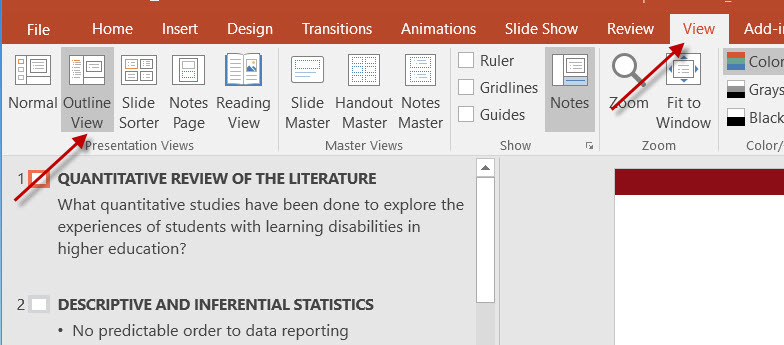 File Home Insert Design Transitions Animations Slide Show Review View Add-in
Normal Outline View Slide Sorter Notes Page Reading View
Presentation Views
Slide Master Handout Master Notes Master
Master Views
Ruler
Gridlines
Guides
Notes
Show
Zoom Fit to Window
Zoom
Color
Grays
Black
Color/
1 QUANTITATIVE REVIEW OF THE LITERATURE
What quantitative studies have been done to explore the
experiences of students with learning disabilities in
higher education?
2 DESCRIPTIVE AND INFERENTIAL STATISTICS
• No predictable order to data reporting